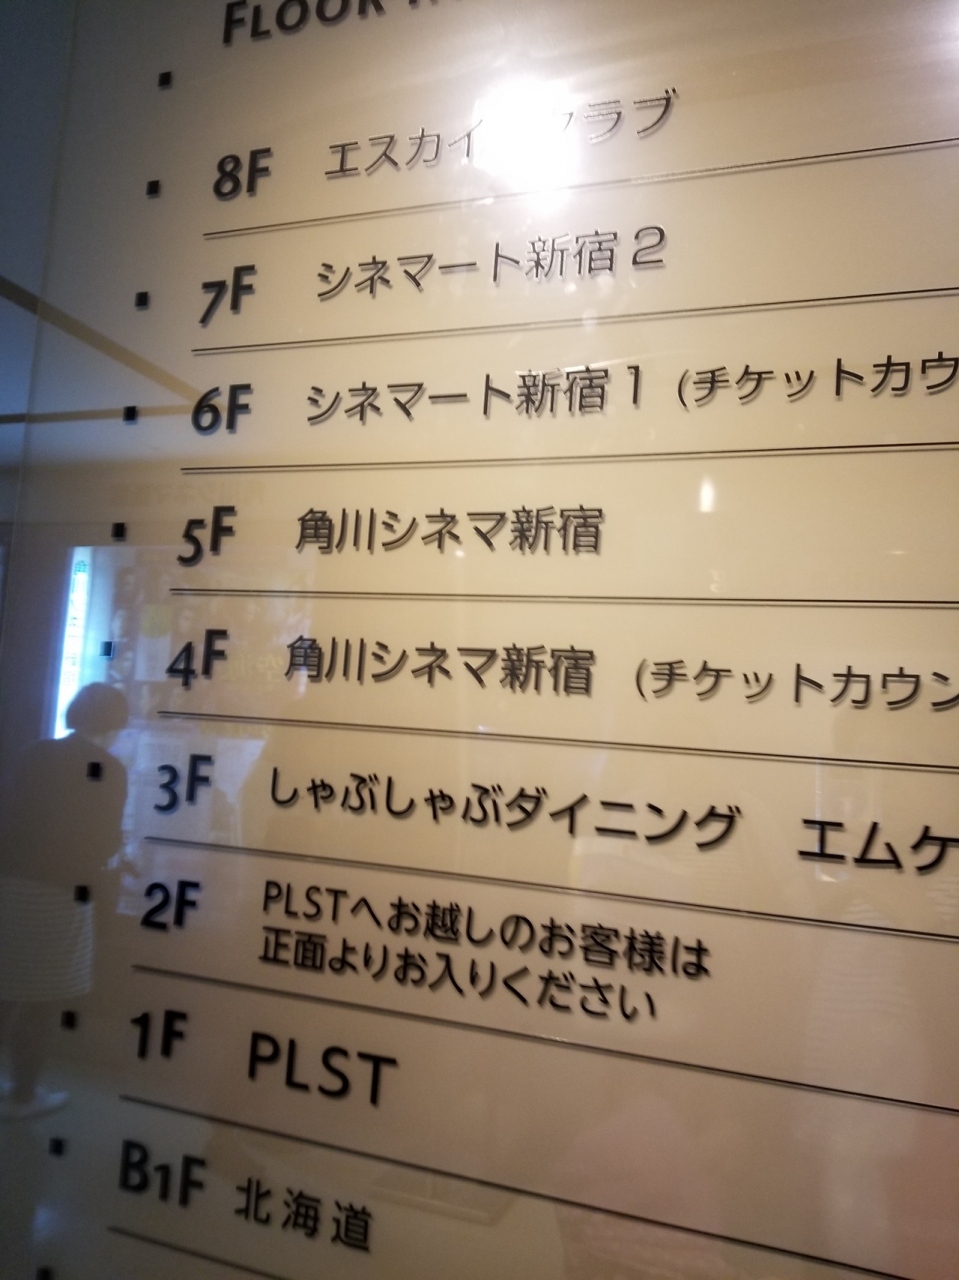 FLOOR
8F エスカイ クラブ
7F シネマート新宿2
6F シネマート新宿1 (チケットカウ
5F 角川シネマ新宿
4F 角川シネマ新宿 (チケットカウン
3F しゃぶしゃぶダイニング エムケ
2F PLSTへお越しのお客様は
正面よりお入りください
1F PLST
B1F 北海道